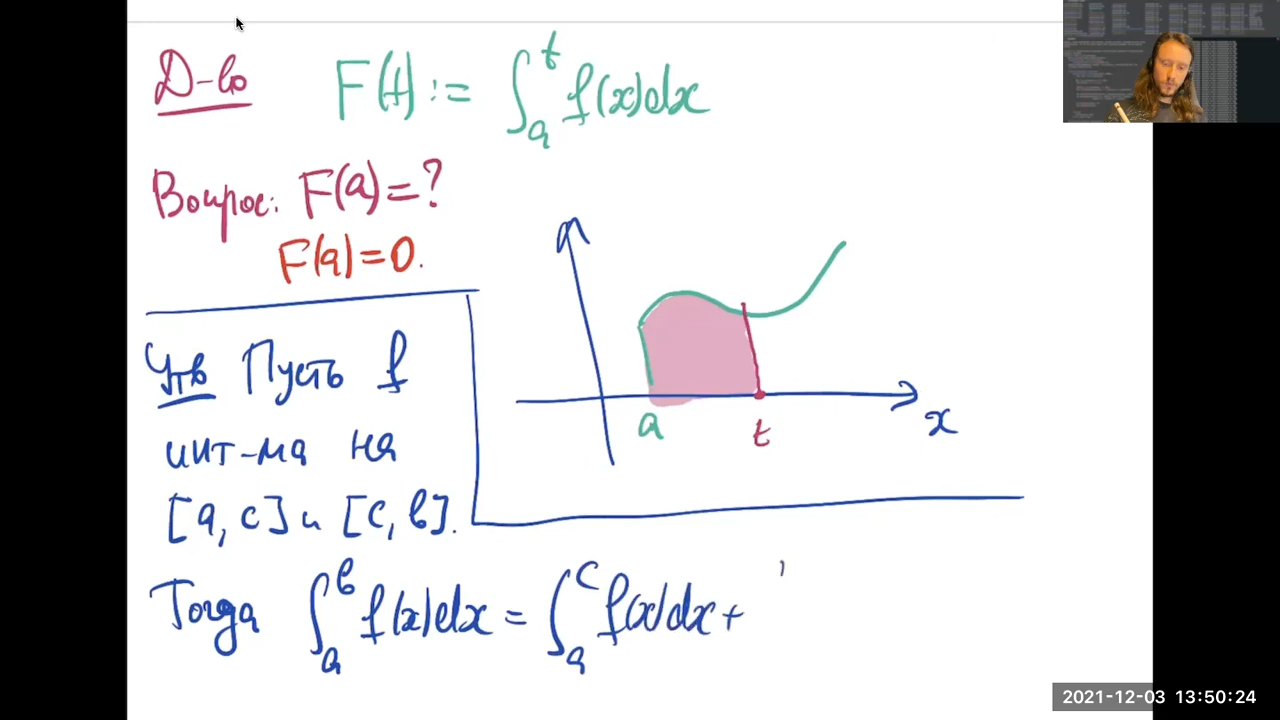 Д-во F(t) := ∫_a^t f(x)dx
Вопрос: F(a)=?
F(a)=0.
Утв Пусть f
инт-ма на
[a, c] и [c, b].
a t x
Тогда ∫_a^b f(x)dx = ∫_a^c f(x)dx +
2021-12-03 13:50:24